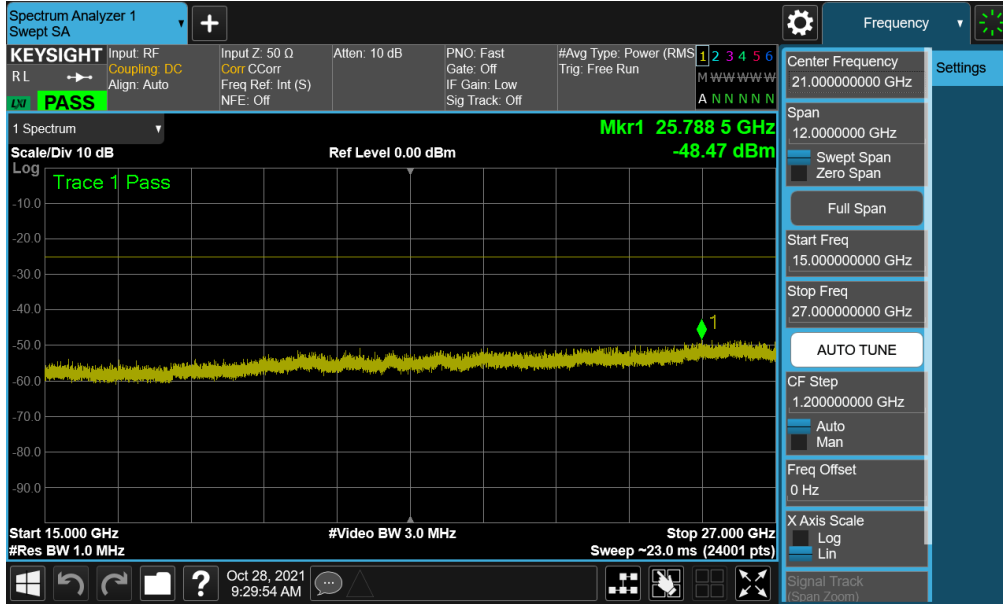 Spectrum Analyzer 1
Swept SA
+
Frequency
KEYSIGHT
RL
LXI
PASS
Input: RF
Coupling: DC
Align: Auto
Input Z: 50 Ω
Corr CCorr
Freq Ref: Int (S)
NFE: Off
Atten: 10 dB
PNO: Fast
Gate: Off
IF Gain: Low
Sig Track: Off
#Avg Type: Power (RMS
Trig: Free Run
1 2 3 4 5 6
M W W W W W
A N N N N N
1 Spectrum
Scale/Div 10 dB
Ref Level 0.00 dBm
Mkr1 25.788 5 GHz
-48.47 dBm
Log
Trace 1 Pass
-10.0
-20.0
-30.0
-40.0
-50.0
-60.0
-70.0
-80.0
-90.0
1
Start 15.000 GHz
#Video BW 3.0 MHz
Stop 27.000 GHz
#Res BW 1.0 MHz
Sweep ~23.0 ms (24001 pts)
?
Oct 28, 2021
9:29:54 AM
Center Frequency
21.000000000 GHz
Settings
Span
12.0000000 GHz
Swept Span
Zero Span
Full Span
Start Freq
15.000000000 GHz
Stop Freq
27.000000000 GHz
AUTO TUNE
CF Step
1.200000000 GHz
Auto
Man
Freq Offset
0 Hz
X Axis Scale
Log
Lin
Signal Track
(Span Zoom)